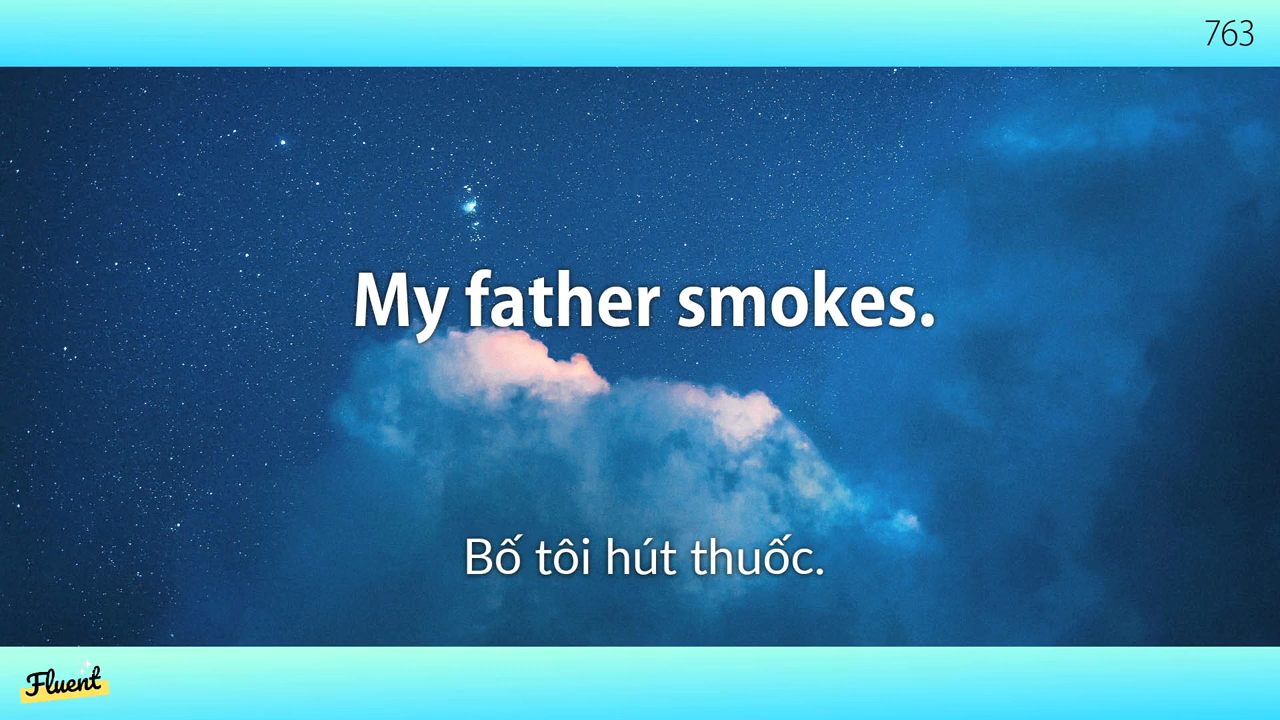 763
My father smokes.
Bố tôi hút thuốc.
Fluent